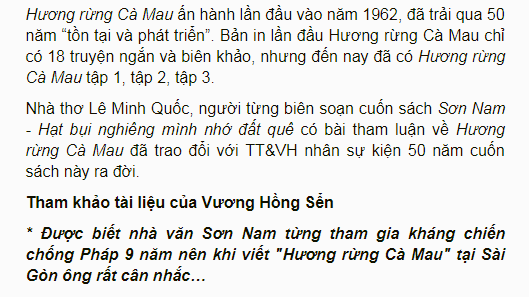 Hương rừng Cà Mau ấn hành lần đầu vào năm 1962, đã trải qua 50
năm “tồn tại và phát triển”. Bản in lần đầu Hương rừng Cà Mau chỉ
có 18 truyện ngắn và biên khảo, nhưng đến nay đã có Hương rừng
Cà Mau tập 1, tập 2, tập 3.
Nhà thơ Lê Minh Quốc, người từng biên soạn cuốn sách Sơn Nam
- Hạt bụi nghiêng mình nhớ đất quê có bài tham luận về Hương
rừng Cà Mau đã trao đổi với TT&VH nhân sự kiện 50 năm cuốn
sách này ra đời.
Tham khảo tài liệu của Vương Hồng Sển
* Được biết nhà văn Sơn Nam từng tham gia kháng chiến
chống Pháp 9 năm nên khi viết "Hương rừng Cà Mau" tại Sài
Gòn ông rất cân nhắc…